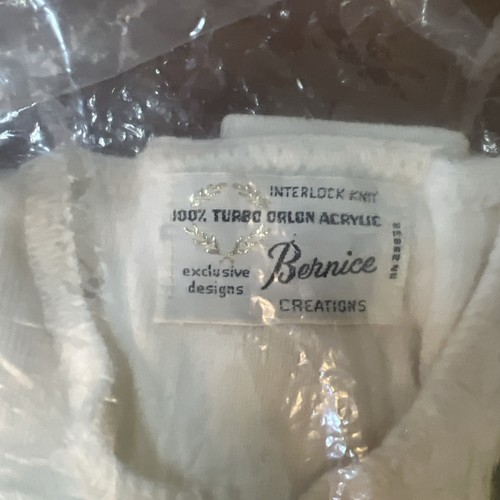 INTERLOCK KNIT
100% TURBO ORLON ACRYLIC
exclusive
designs
Bernice
CREATIONS